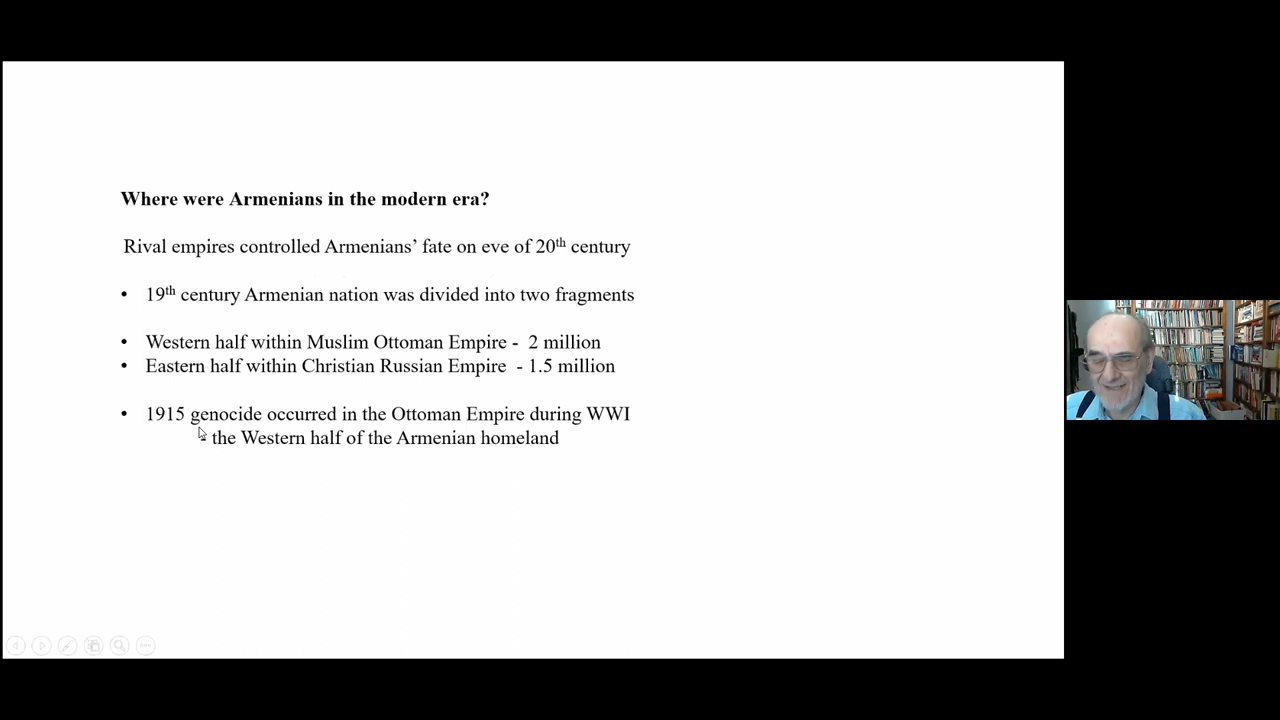 Where were Armenians in the modern era?
Rival empires controlled Armenians’ fate on eve of 20th century
• 19th century Armenian nation was divided into two fragments
• Western half within Muslim Ottoman Empire - 2 million
• Eastern half within Christian Russian Empire - 1.5 million
• 1915 genocide occurred in the Ottoman Empire during WWI
- the Western half of the Armenian homeland